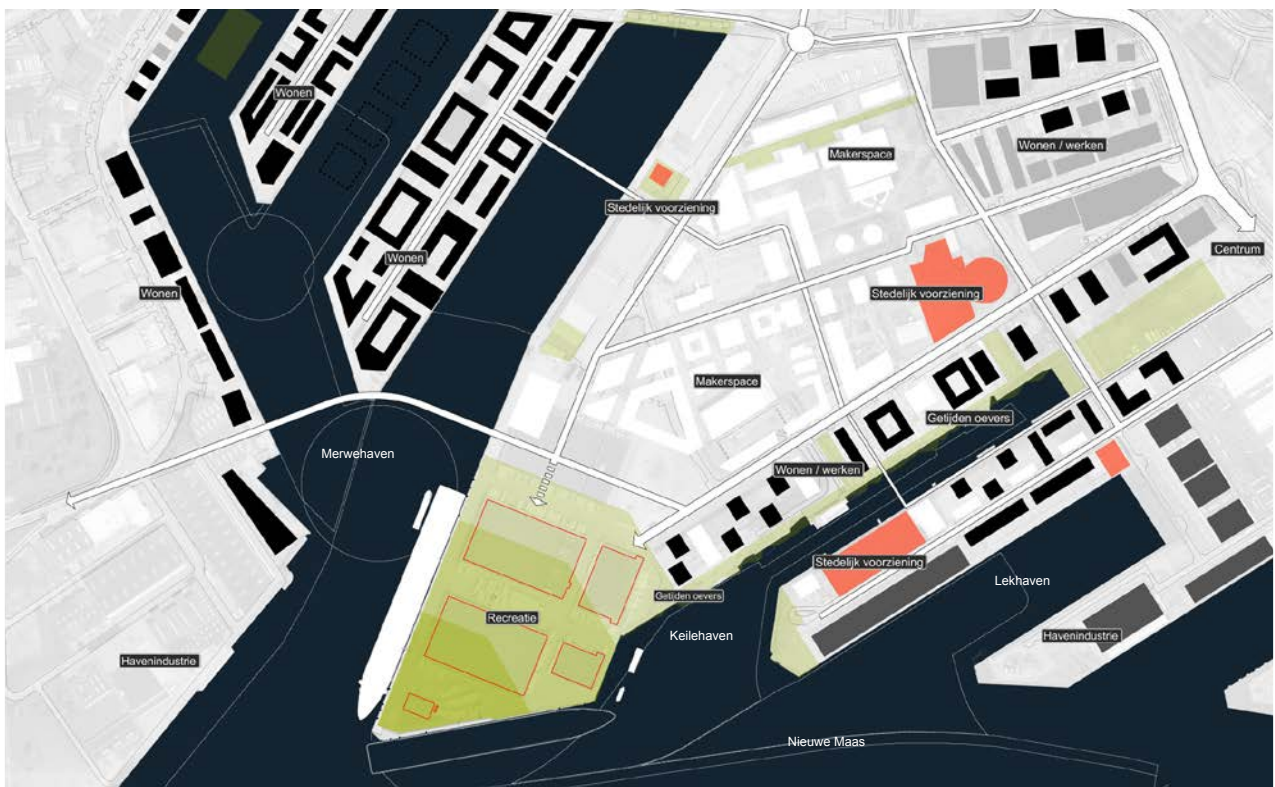 Wonen
Makerspace
Wonen / werken
Stedelijk voorziening
Wonen
Centrum
Wonen
Stedelijk voorziening
Makerspace
Getijden oevers
Merwehaven
Wonen / werken
Stedelijk voorziening
Lekhaven
Getijden oevers
Recreatie
Keilehaven
Havenindustrie
Havenindustrie
Nieuwe Maas